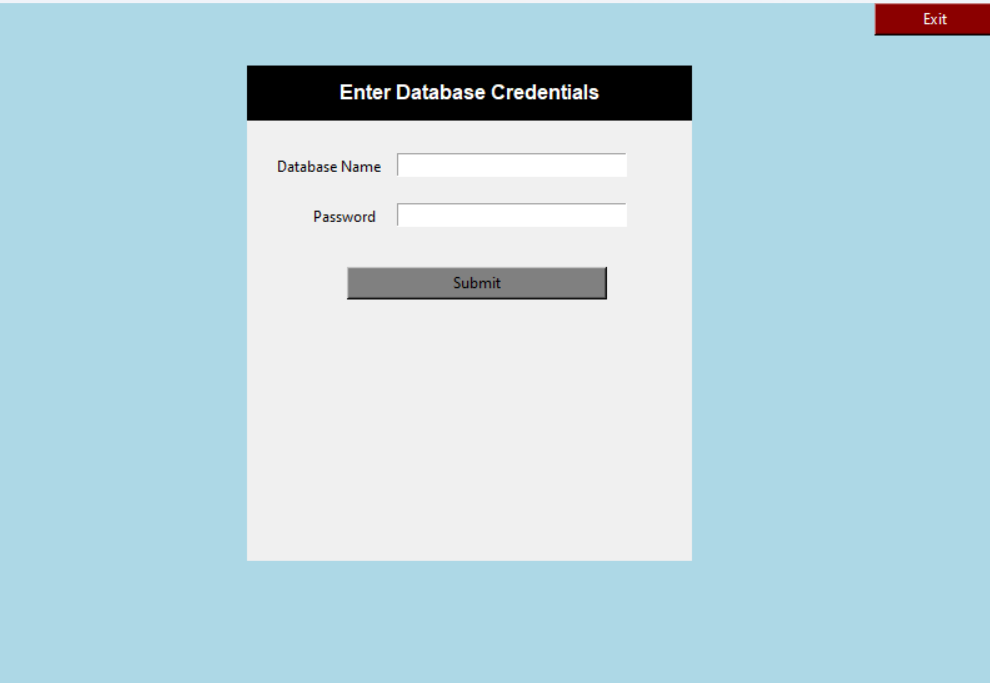 Exit
Enter Database Credentials
Database Name
Password
Submit